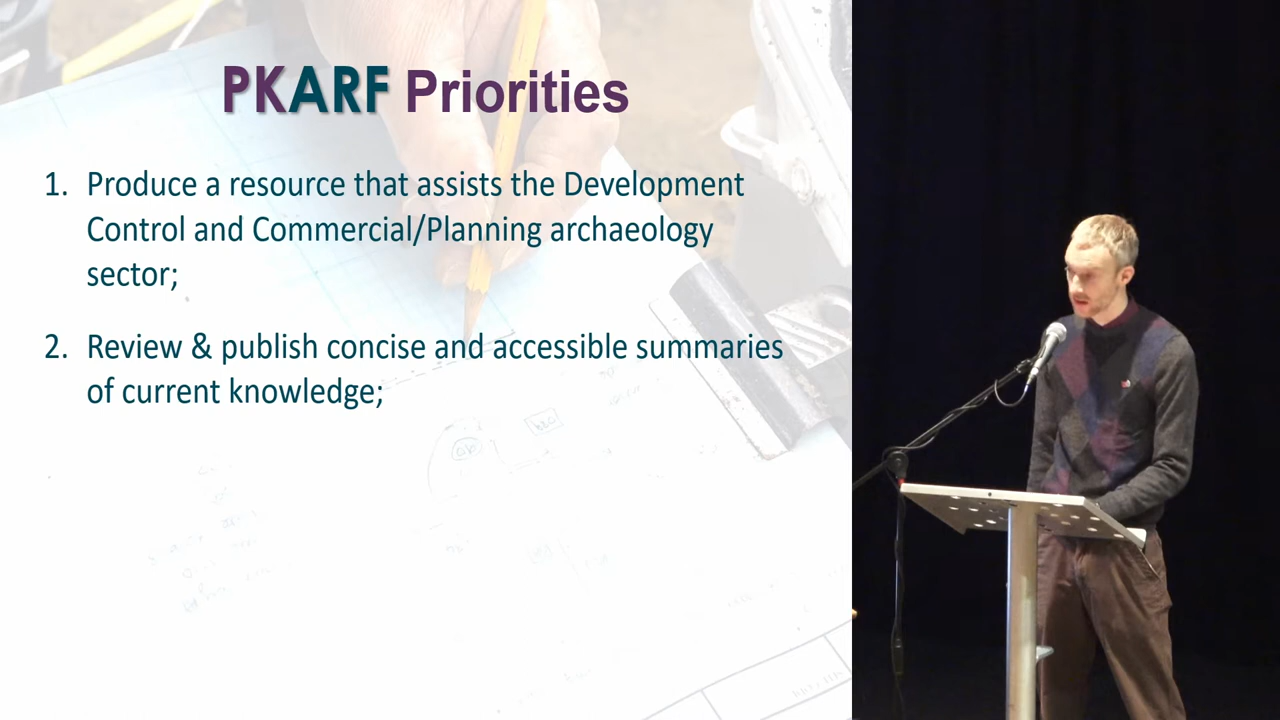 PKARF Priorities
1. Produce a resource that assists the Development
Control and Commercial/Planning archaeology
sector;
2. Review & publish concise and accessible summaries
of current knowledge;